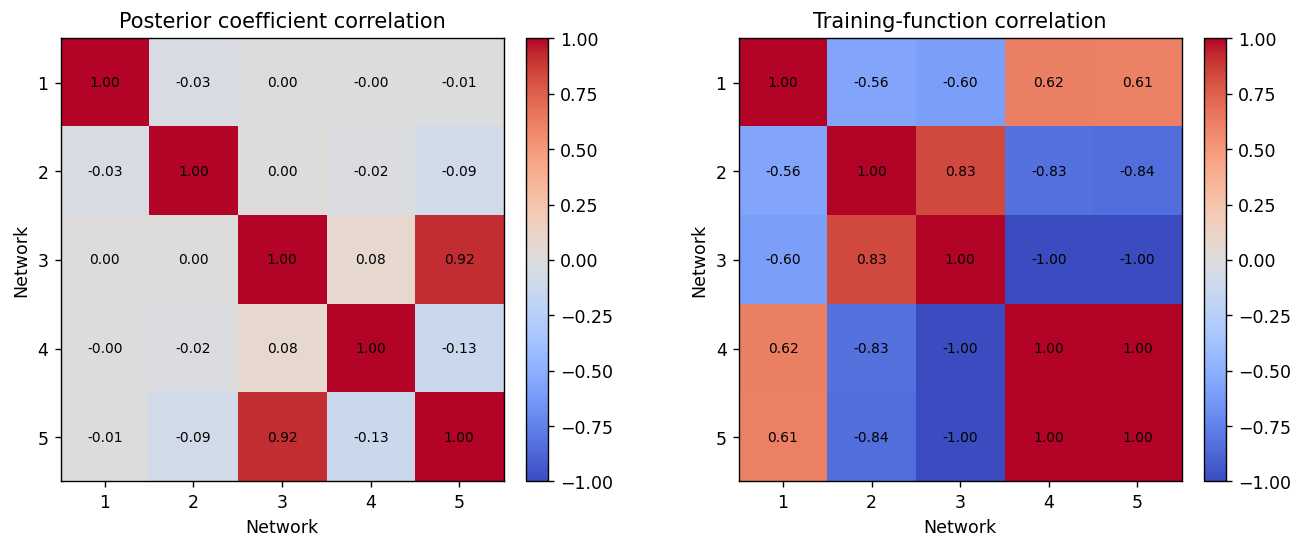 Posterior coefficient correlation
1 1.00 -0.03 0.00 -0.00 -0.01
2 -0.03 1.00 0.00 -0.02 -0.09
3 0.00 0.00 1.00 0.08 0.92
4 -0.00 -0.02 0.08 1.00 -0.13
5 -0.01 -0.09 0.92 -0.13 1.00
1 2 3 4 5
Network
Network
1.00
0.75
0.50
0.25
0.00
−0.25
−0.50
−0.75
−1.00
Training-function correlation
1 1.00 -0.56 -0.60 0.62 0.61
2 -0.56 1.00 0.83 -0.83 -0.84
3 -0.60 0.83 1.00 -1.00 -1.00
4 0.62 -0.83 -1.00 1.00 1.00
5 0.61 -0.84 -1.00 1.00 1.00
1 2 3 4 5
Network
Network
1.00
0.75
0.50
0.25
0.00
−0.25
−0.50
−0.75
−1.00